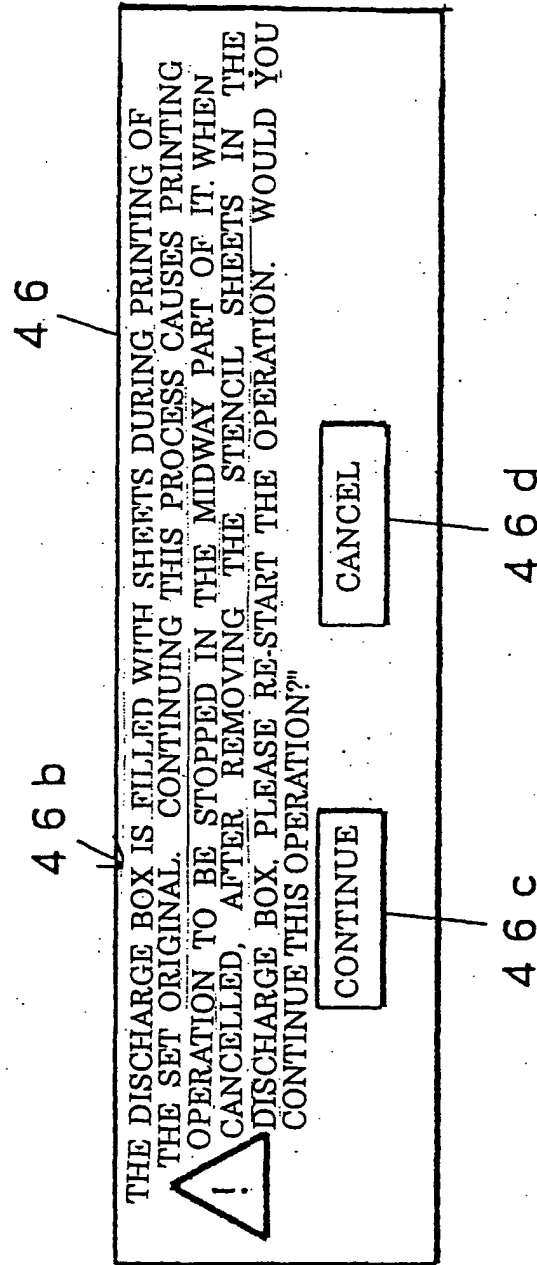 46
46b
THE DISCHARGE BOX IS FILLED WITH SHEETS DURING PRINTING OF
THE SET ORIGINAL. CONTINUING THIS PROCESS CAUSES PRINTING
OPERATION TO BE STOPPED IN THE MIDWAY PART OF IT. WHEN
CANCELLED, AFTER REMOVING THE STENCIL SHEETS IN THE
DISCHARGE BOX, PLEASE RE-START THE OPERATION. WOULD YOU
CONTINUE THIS OPERATION?"
!
CONTINUE
CANCEL
46c
46d